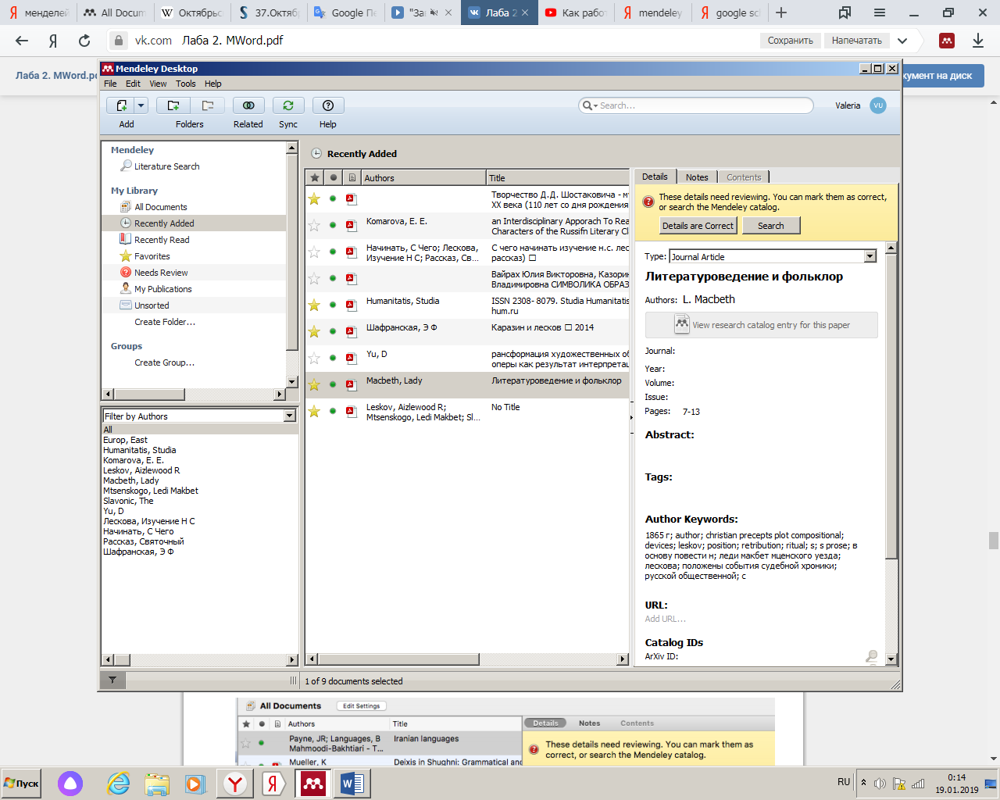 менделей
All Docum
Октябрьс
37.Октяб
Google Пе
"За
Лаба 2
Как рабо
mendeley
google sc
vk.com Лаба 2. MWord.pdf
Сохранить
Напечатать
Лаба 2. MWord.pd
кумент на диск
Mendeley Desktop
File Edit View Tools Help
Add
Folders
Related
Sync
Help
Search...
Valeria
VU
Mendeley
Literature Search
My Library
All Documents
Recently Added
Recently Read
Favorites
Needs Review
My Publications
Unsorted
Create Folder...
Groups
Create Group...
Filter by Authors
All
Europ, East
Humanitatis, Studia
Komarova, E. E.
Leskov, Aizlewood R
Macbeth, Lady
Mtsenskogo, Ledi Makbet
Slavonic, The
Yu, D
Лескова, Изучение Н С
Начинать, С Чего
Рассказ, Святочный
Шафранская, Э Ф
Recently Added
Authors
Title
Творчество Д.Д. Шостаковича - м
XX века (110 лет со дня рождения
Komarova, E. E.
an Interdisciplinary Apporach To Rea
Characters of the Russifn Literary Cl
Начинать, С Чего; Лескова,
Изучение Н С; Рассказ, Св...
С чего начинать изучение н.с. лес
рассказ) □
Вайрах Юлия Викторовна, Казори
Владимировна СИМВОЛИКА ОБРАЗ
Humanitatis, Studia
ISSN 2308- 8079. Studia Humanitatis
hum.ru
Шафранская, Э Ф
Каразин и лесков □ 2014
Yu, D
рансформация художественных об
оперы как результат интерпретац
Macbeth, Lady
Литературоведение и фольклор
Leskov, Aizlewood R;
Mtsenskogo, Ledi Makbet; Sl...
No Title
1 of 9 documents selected
Details
Notes
Contents
These details need reviewing. You can mark them as correct,
or search the Mendeley catalog.
Details are Correct
Search
Type: Journal Article
Литературоведение и фольклор
Authors: L. Macbeth
View research catalog entry for this paper
Journal:
Year:
Volume:
Issue:
Pages: 7-13
Abstract:
Tags:
Author Keywords:
1865 г; author; christian precepts plot compositional;
devices; leskov; position; retribution; ritual; s; s prose; в
основу повести н; леди макбет мценского уезда;
лескова; положены события судебной хроники;
русской общественной; с
URL:
Add URL...
Catalog IDs
ArXiv ID:
All Documents
Edit Settings
Authors
Title
Payne, JR; Languages, B
Mahmoodi-Bakhtiari - T...
Iranian languages
Mueller, K
Deixis in Shughni: Grammatical and
Details
Notes
Contents
These details need reviewing. You can mark them as
correct, or search the Mendeley catalog.
Пуск
RU
0:14
19.01.2019